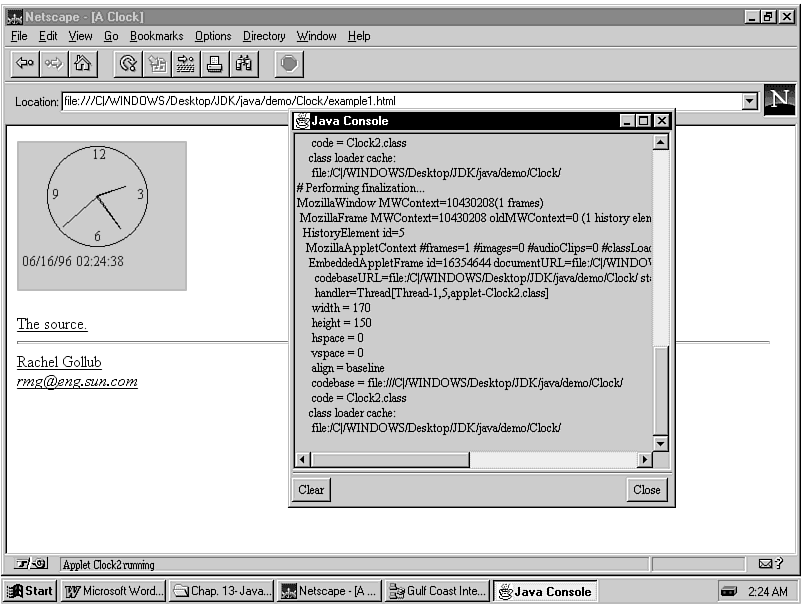 Netscape - [A Clock]
File Edit View Go Bookmarks Options Directory Window Help
Location: file:///C|/WINDOWS/Desktop/JDK/java/demo/Clock/example1.html
N
12
9
3
6
06/16/96 02:24:38
The source.
Rachel Gollub
rmg@eng.sun.com
Java Console
code = Clock2.class
class loader cache:
file:/C|/WINDOWS/Desktop/JDK/java/demo/Clock/
# Performing finalization...
MozillaWindow MWContext=10430208(1 frames)
MozillaFrame MWContext=10430208 oldMWContext=0 (1 history elen
HistoryElement id=5
MozillaAppletContext #frames=1 #images=0 #audioClips=0 #classLoa
EmbeddedAppletFrame id=16354644 documentURL=file:/C|/WINDOW
codebaseURL=file:/C|/WINDOWS/Desktop/JDK/java/demo/Clock/ st
handler=Thread[Thread-1,5,applet-Clock2.class]
width = 170
height = 150
hspace = 0
vspace = 0
align = baseline
codebase = file:///C|/WINDOWS/Desktop/JDK/java/demo/Clock/
code = Clock2.class
class loader cache:
file:/C|/WINDOWS/Desktop/JDK/java/demo/Clock/
Clear Close
Applet Clock2 running
?
Start Microsoft Word... Chap. 13- Java... Netscape - [A ... Gulf Coast Inte... Java Console 2:24 AM